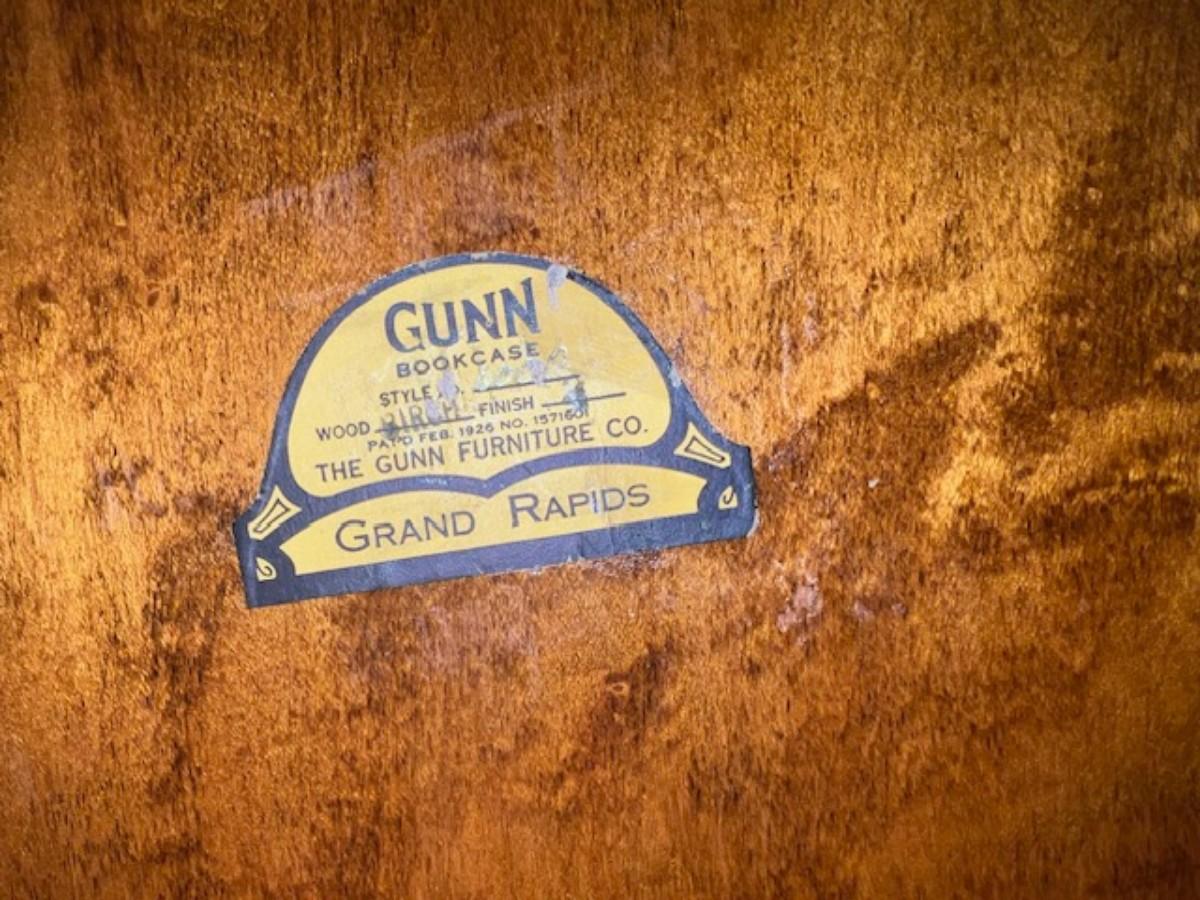 GUNN
BOOKCASE
STYLE
WOOD BIRCH FINISH
PAT'D FEB. 1926 NO. 1571601
THE GUNN FURNITURE CO.
GRAND RAPIDS